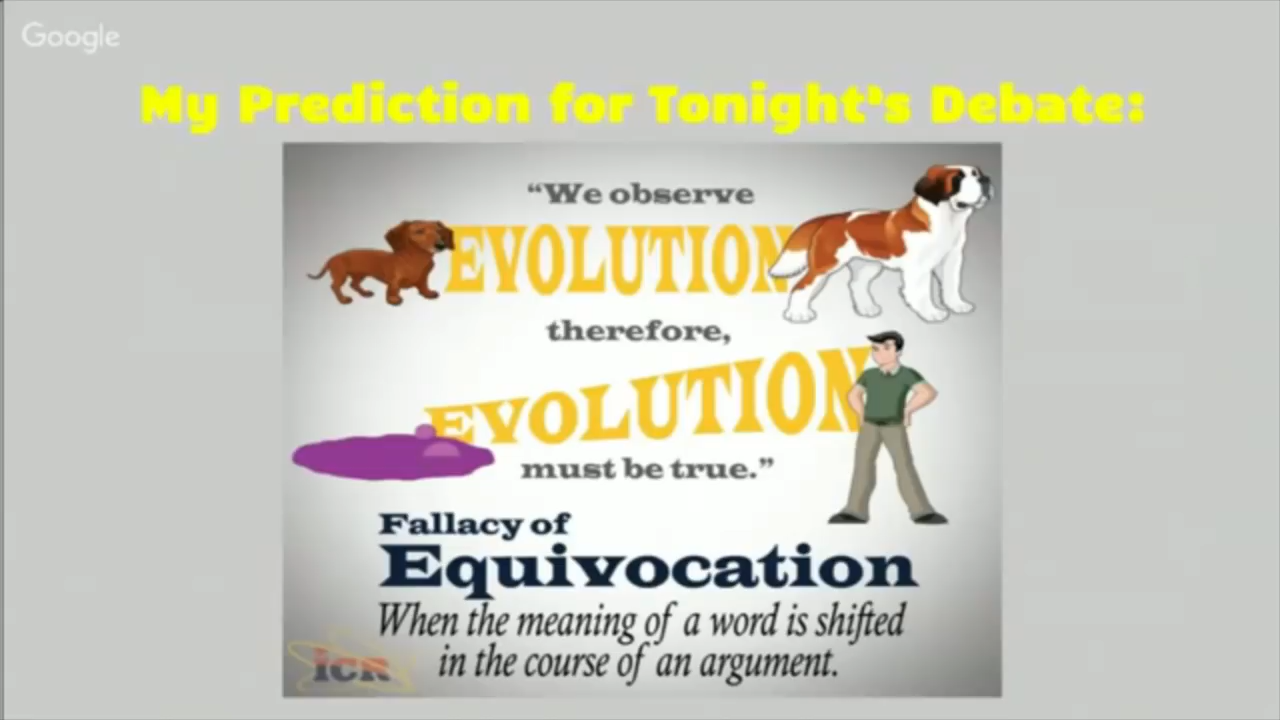 Google
My Prediction for Tonight's Debate:
“We observe
EVOLUTION
therefore,
EVOLUTION
must be true.”
Fallacy of
Equivocation
When the meaning of a word is shifted
in the course of an argument.
icr